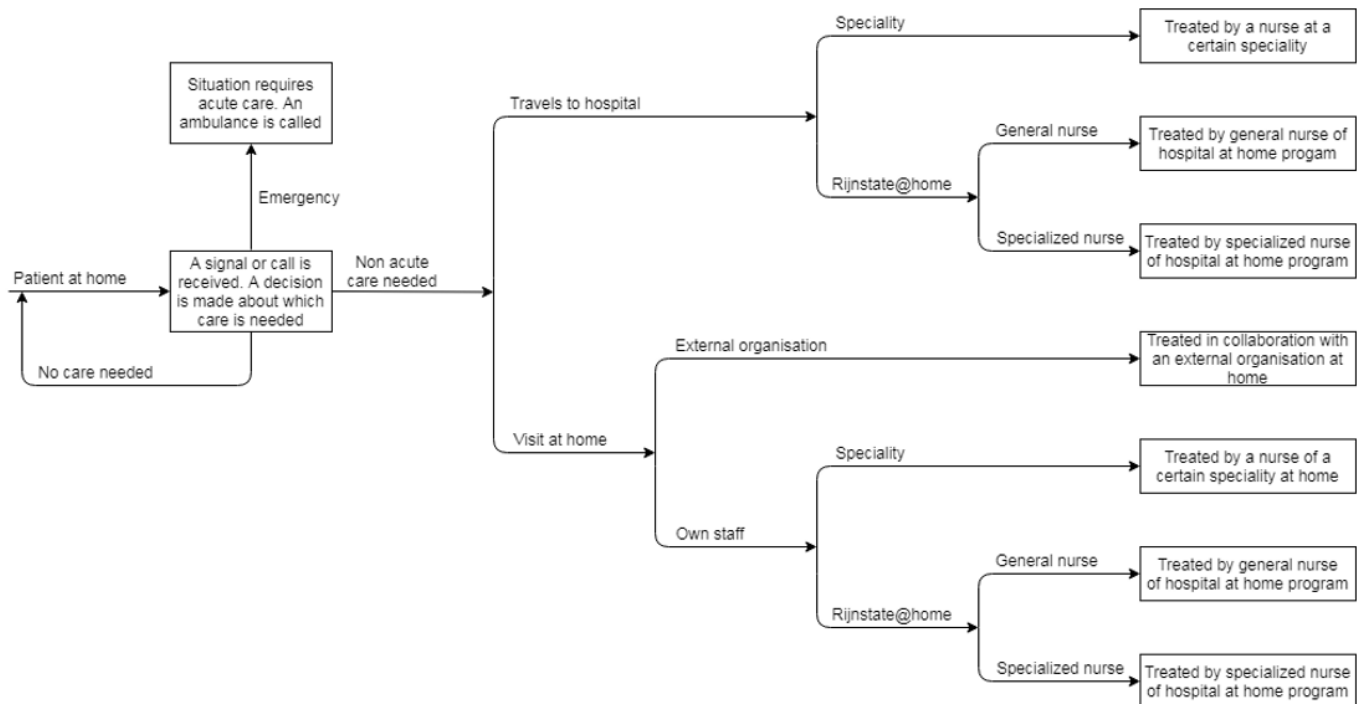 Speciality
Treated by a nurse at a
certain speciality
Situation requires
acute care. An
ambulance is called
Travels to hospital
General nurse
Treated by general nurse of
hospital at home progam
Rijnstate@home
Emergency
Specialized nurse
Treated by specialized nurse
of hospital at home program
Patient at home
A signal or call is
received. A decision
is made about which
care is needed
Non acute
care needed
No care needed
External organisation
Treated in collaboration with
an external organisation at
home
Visit at home
Speciality
Treated by a nurse of a
certain speciality at home
Own staff
General nurse
Treated by general nurse
of hospital at home program
Rijnstate@home
Specialized nurse
Treated by specialized nurse
of hospital at home program